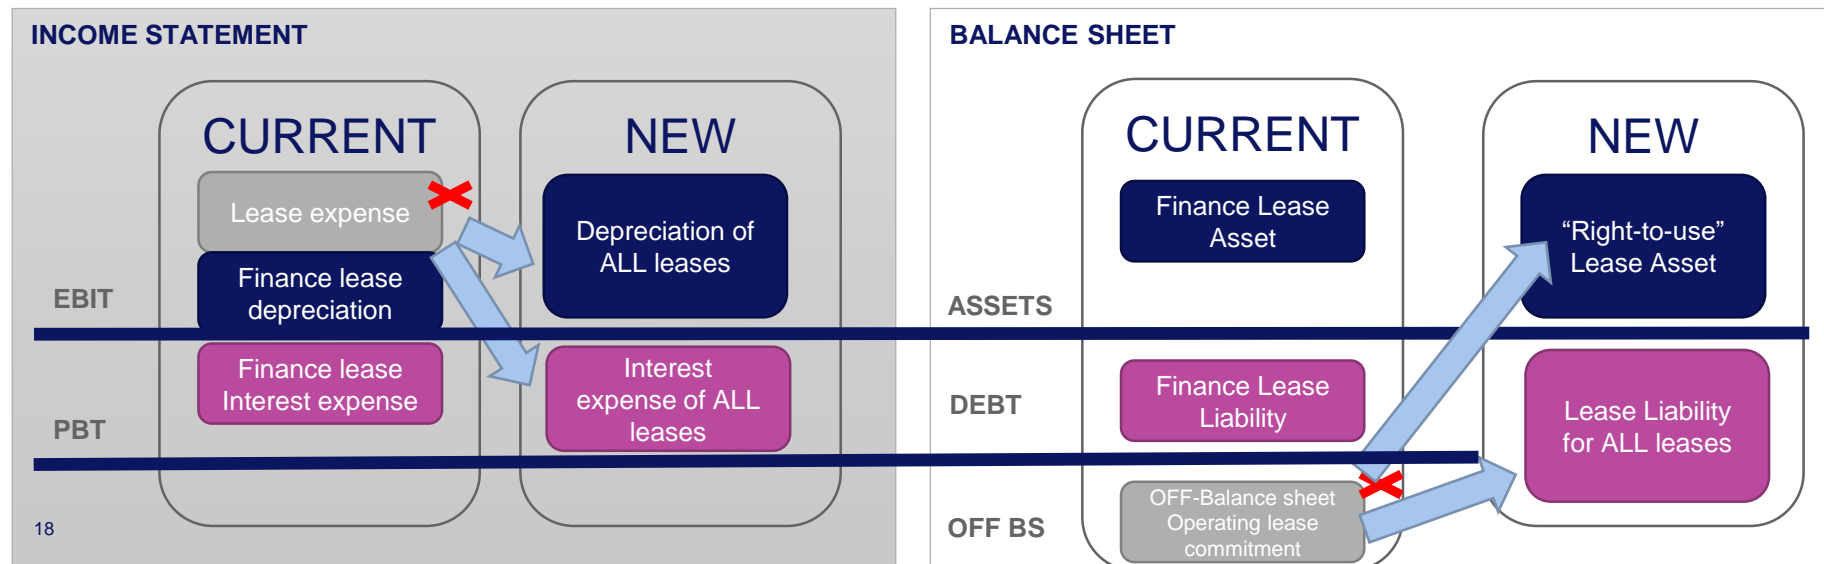 INCOME STATEMENT
CURRENT
NEW
Lease expense
Depreciation of
ALL leases
Finance lease
depreciation
EBIT
Finance lease
Interest expense
Interest
expense of ALL
leases
PBT
18
BALANCE SHEET
CURRENT
NEW
Finance Lease
Asset
“Right-to-use”
Lease Asset
ASSETS
DEBT
Finance Lease
Liability
Lease Liability
for ALL leases
OFF BS
OFF-Balance sheet
Operating lease
commitment